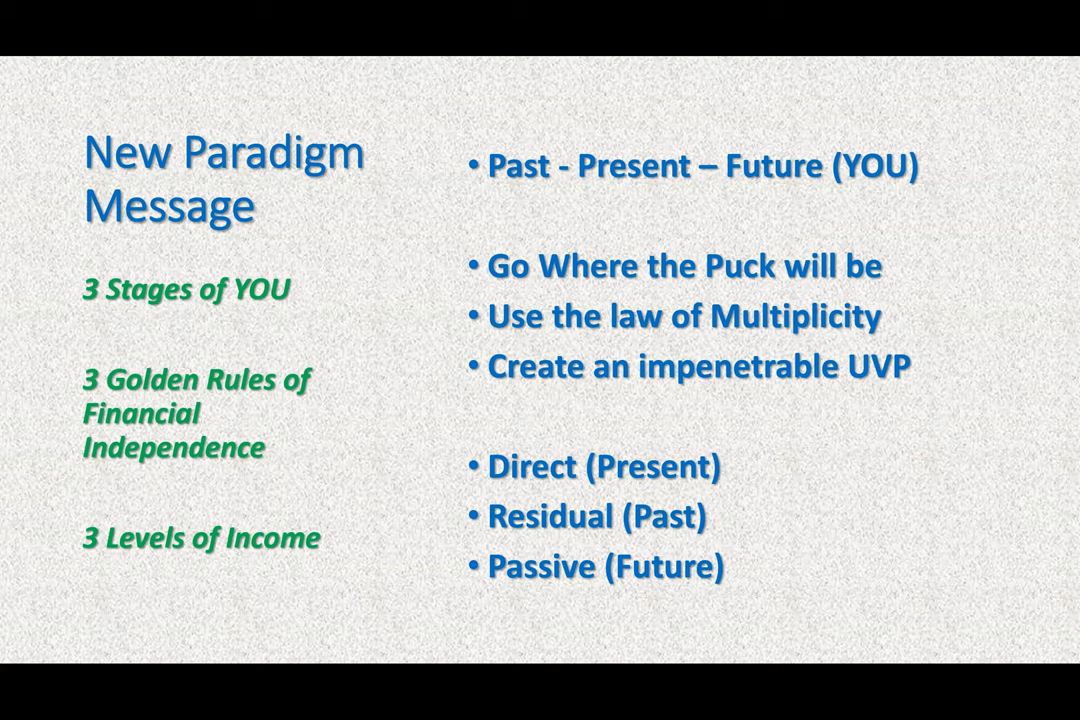 New Paradigm
Message
3 Stages of YOU
3 Golden Rules of
Financial
Independence
3 Levels of Income
• Past - Present – Future (YOU)
• Go Where the Puck will be
• Use the law of Multiplicity
• Create an impenetrable UVP
• Direct (Present)
• Residual (Past)
• Passive (Future)